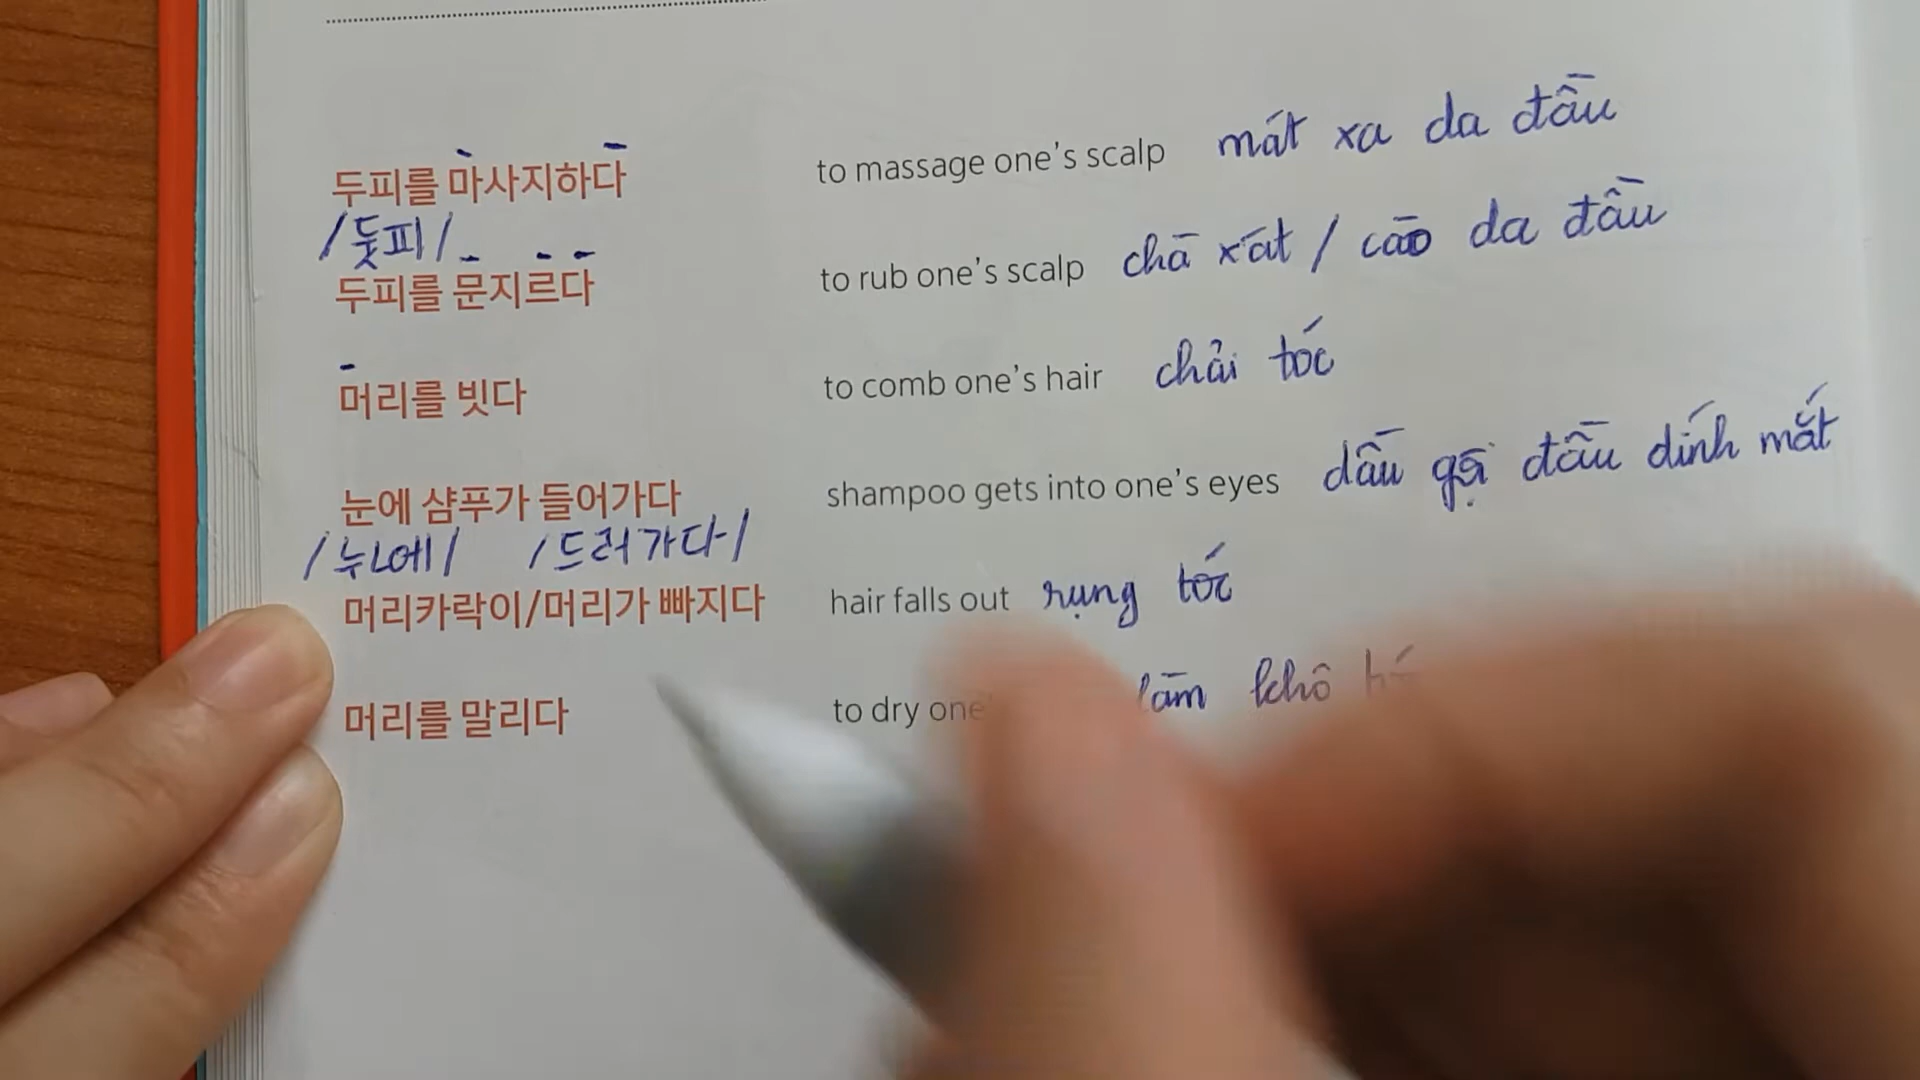 두피를 마사지하다 to massage one's scalp mát xa da đầu
/둣피/
두피를 문지르다 to rub one's scalp chà xát / cào da đầu
머리를 빗다 to comb one's hair chải tóc
눈에 샴푸가 들어가다 shampoo gets into one's eyes dầu gội đầu dính mắt
/누네/ /드러가다/
머리카락이/머리가 빠지다 hair falls out rụng tóc
머리를 말리다 to dry làm khô